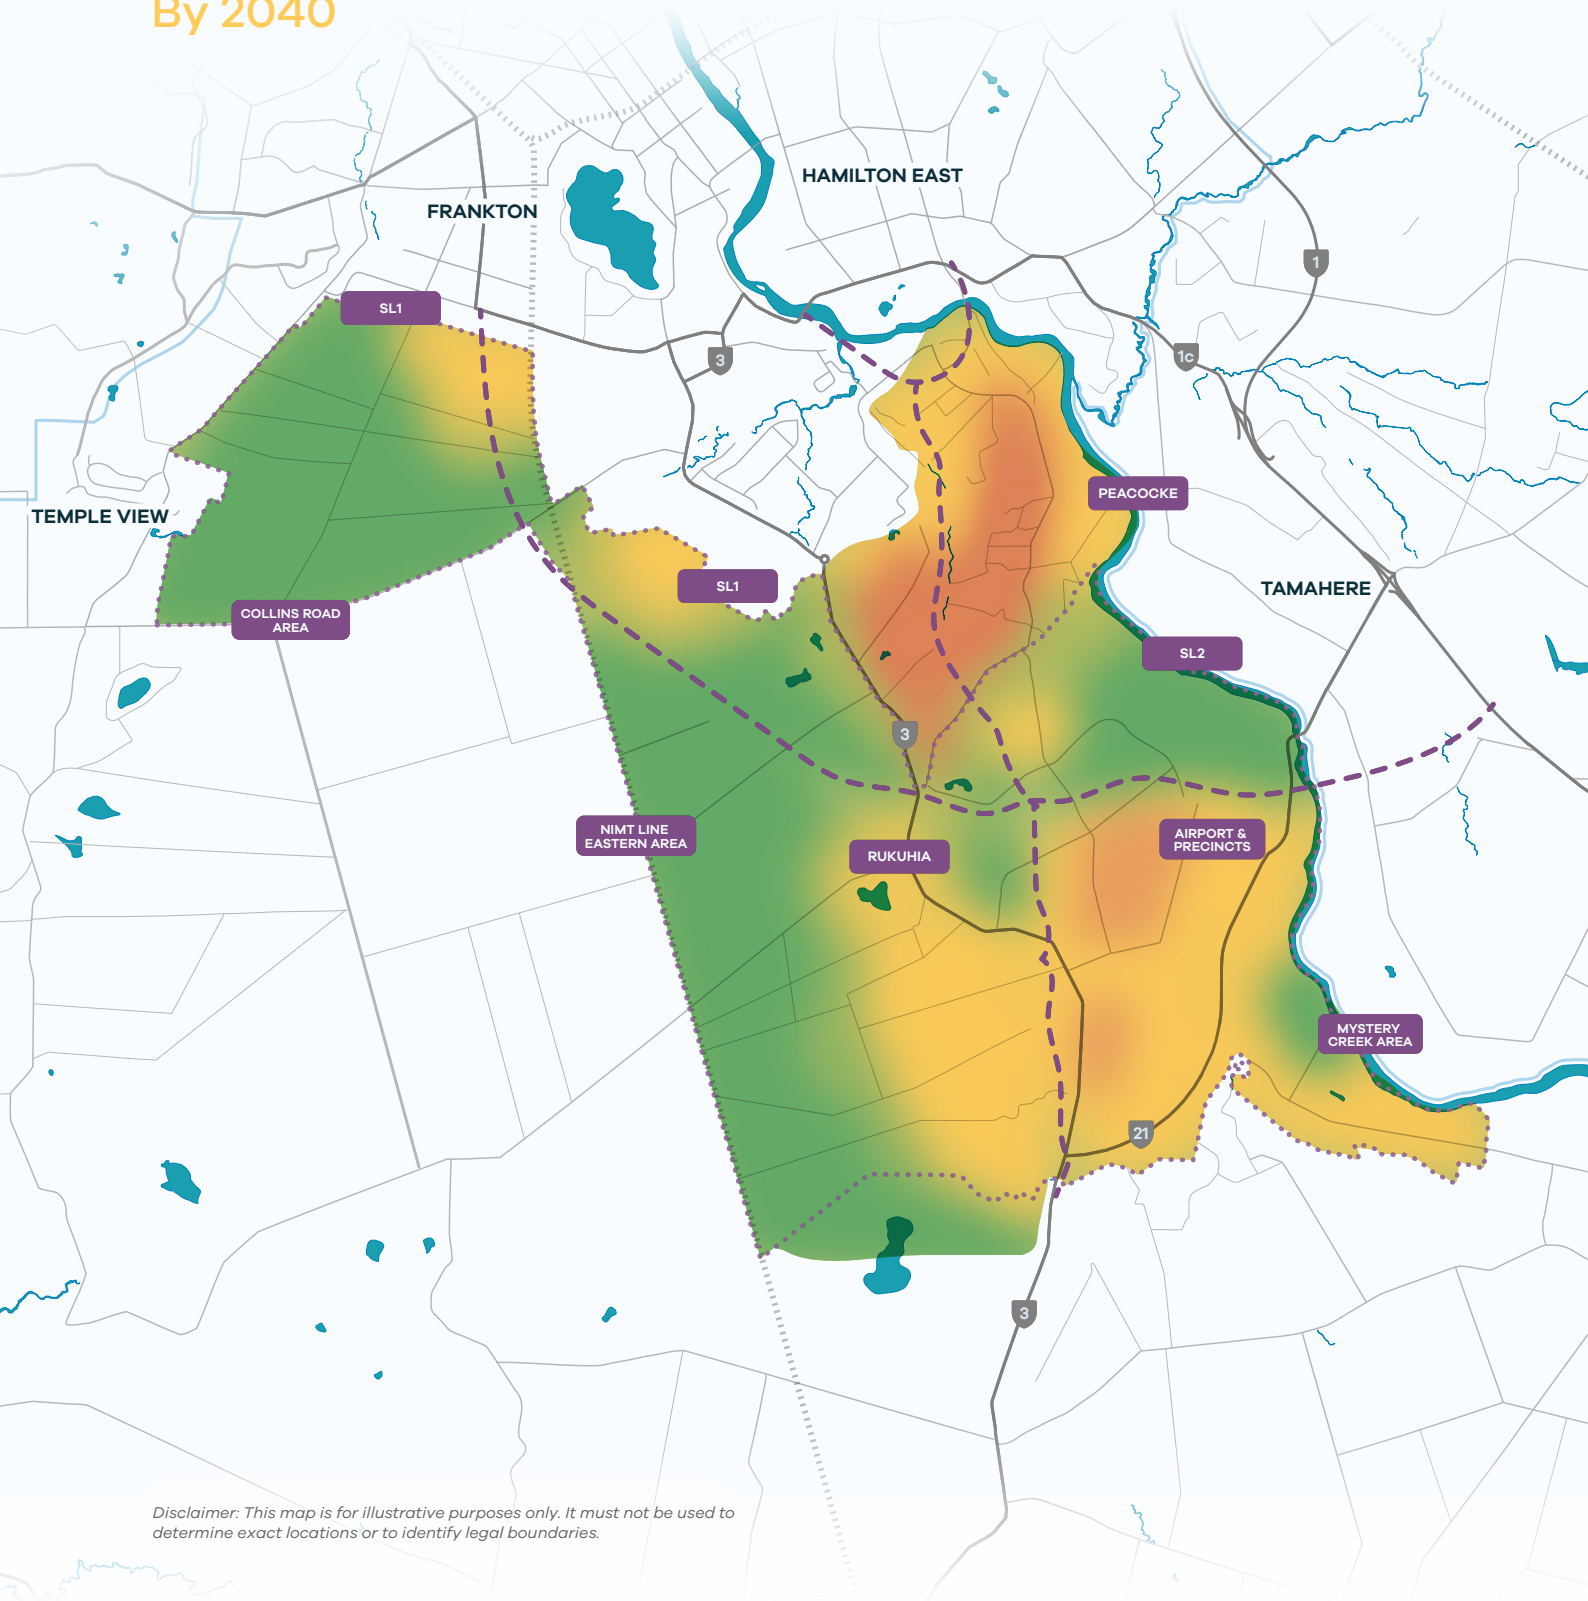 By 2040
HAMILTON EAST
FRANKTON
1
SL1
3
1c
PEACOCKE
TEMPLE VIEW
SL1
TAMAHERE
COLLINS ROAD
AREA
SL2
3
NIMT LINE
EASTERN AREA
AIRPORT &
PRECINCTS
RUKUHIA
MYSTERY
CREEK AREA
21
3
Disclaimer: This map is for illustrative purposes only. It must not be used to
determine exact locations or to identify legal boundaries.